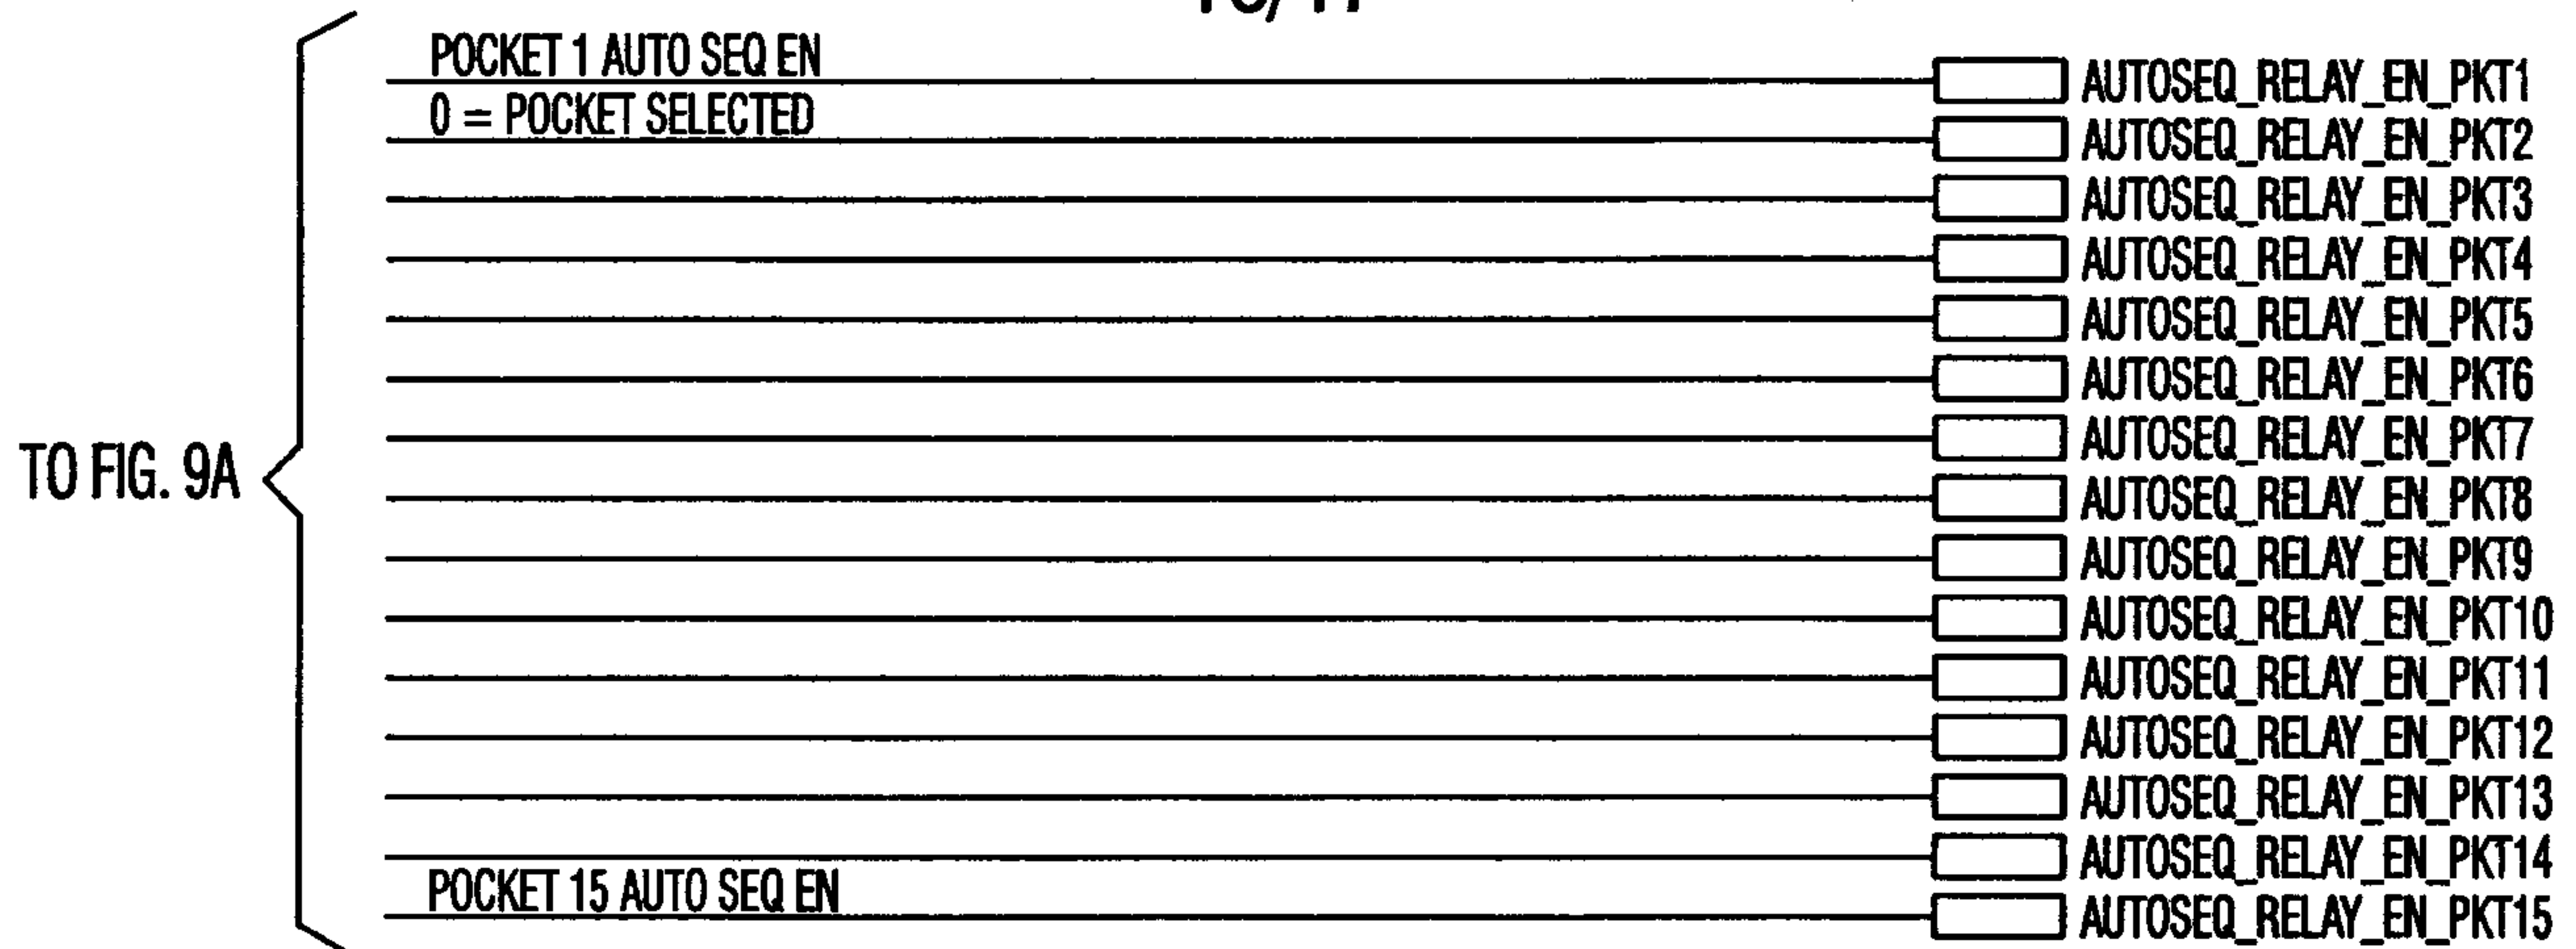 POCKET 1 AUTO SEQ EN
AUTOSEQ_RELAY_EN_PKT1
0 = POCKET SELECTED
AUTOSEQ_RELAY_EN_PKT2
AUTOSEQ_RELAY_EN_PKT3
AUTOSEQ_RELAY_EN_PKT4
AUTOSEQ_RELAY_EN_PKT5
AUTOSEQ_RELAY_EN_PKT6
AUTOSEQ_RELAY_EN_PKT7
TO FIG. 9A
AUTOSEQ_RELAY_EN_PKT8
AUTOSEQ_RELAY_EN_PKT9
AUTOSEQ_RELAY_EN_PKT10
AUTOSEQ_RELAY_EN_PKT11
AUTOSEQ_RELAY_EN_PKT12
AUTOSEQ_RELAY_EN_PKT13
AUTOSEQ_RELAY_EN_PKT14
POCKET 15 AUTO SEQ EN
AUTOSEQ_RELAY_EN_PKT15